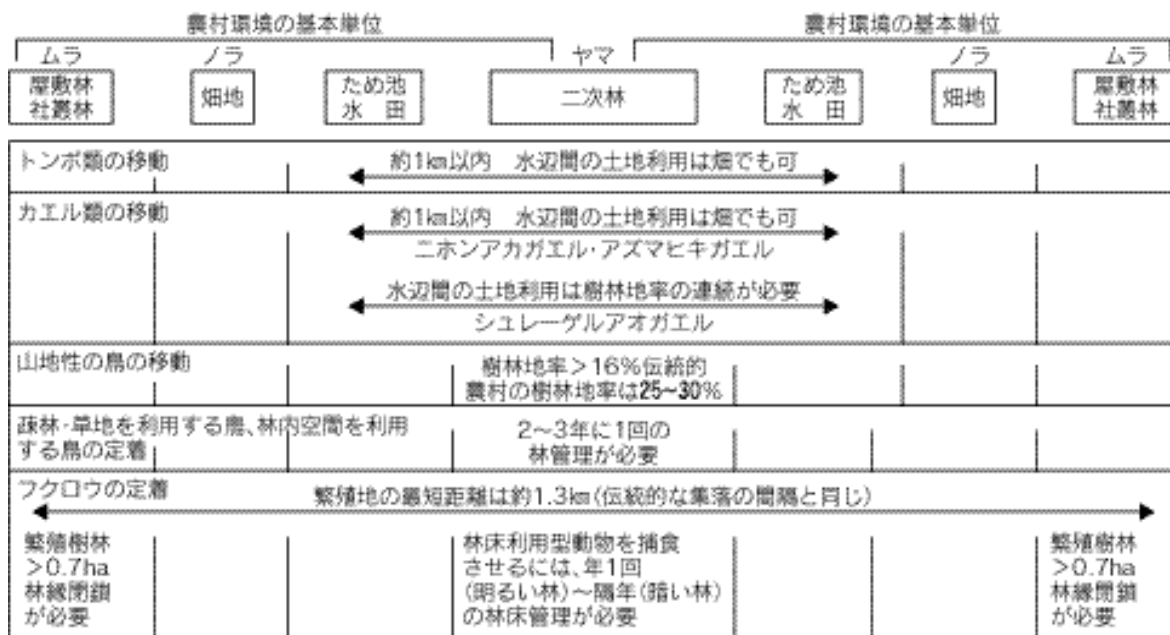 農村環境の基本単位 農村環境の基本単位
ムラ ノラ ヤマ ノラ ムラ
屋敷林
社叢林
畑地
ため池
水 田
二次林
ため池
水 田
畑地
屋敷林
社叢林
トンボ類の移動
約1km以内 水辺間の土地利用は畑でも可
カエル類の移動
約1km以内 水辺間の土地利用は畑でも可
ニホンアカガエル・アズマヒキガエル
水辺間の土地利用は樹林地率の連続が必要
シュレーゲルアオガエル
山地性の鳥の移動
樹林地率>16%伝統的
農村の樹林地率は25~30%
疎林・草地を利用する鳥、林内空間を利用
する鳥の定着
2~3年に1回の
林管理が必要
フクロウの定着
繁殖地の最短距離は約1.3km(伝統的な集落の間隔と同じ)
繁殖樹林
>0.7ha
林縁閉鎖
が必要
林床利用型動物を捕食
させるには、年1回
(明るい林)~隔年(暗い林)
の林床管理が必要
繁殖樹林
>0.7ha
林縁閉鎖
が必要